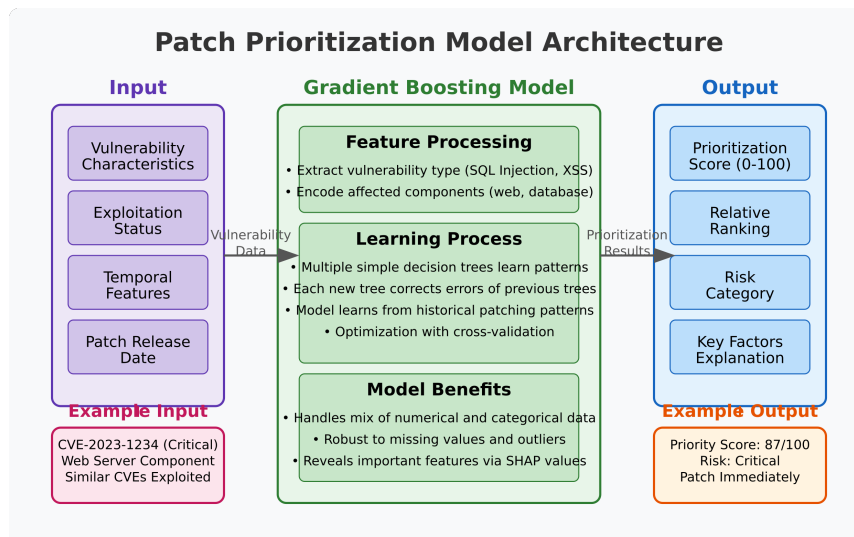 Patch Prioritization Model Architecture
Input
Vulnerability
Characteristics
Exploitation
Status
Temporal
Features
Patch Release
Date
Example Input
CVE-2023-1234 (Critical)
Web Server Component
Similar CVEs Exploited
Vulnerability
Data
Gradient Boosting Model
Feature Processing
• Extract vulnerability type (SQL Injection, XSS)
• Encode affected components (web, database)
Learning Process
• Multiple simple decision trees learn patterns
• Each new tree corrects errors of previous trees
• Model learns from historical patching patterns
• Optimization with cross-validation
Model Benefits
• Handles mix of numerical and categorical data
• Robust to missing values and outliers
• Reveals important features via SHAP values
Prioritization
Results
Output
Prioritization
Score (0-100)
Relative
Ranking
Risk
Category
Key Factors
Explanation
Example Output
Priority Score: 87/100
Risk: Critical
Patch Immediately